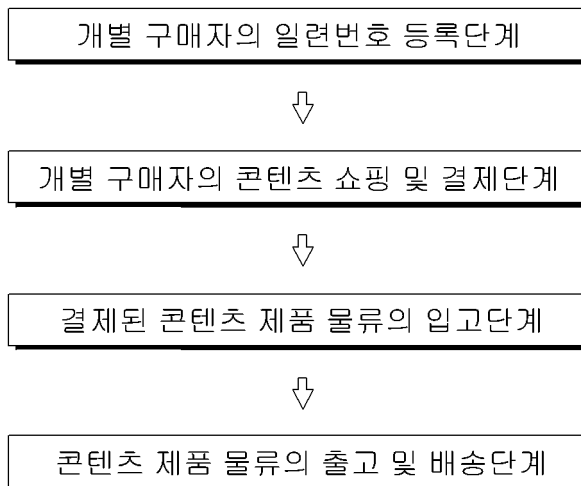 개별 구매자의 일련번호 등록단계
개별 구매자의 콘텐츠 쇼핑 및 결제단계
결제된 콘텐츠 제품 물류의 입고단계
콘텐츠 제품 물류의 출고 및 배송단계